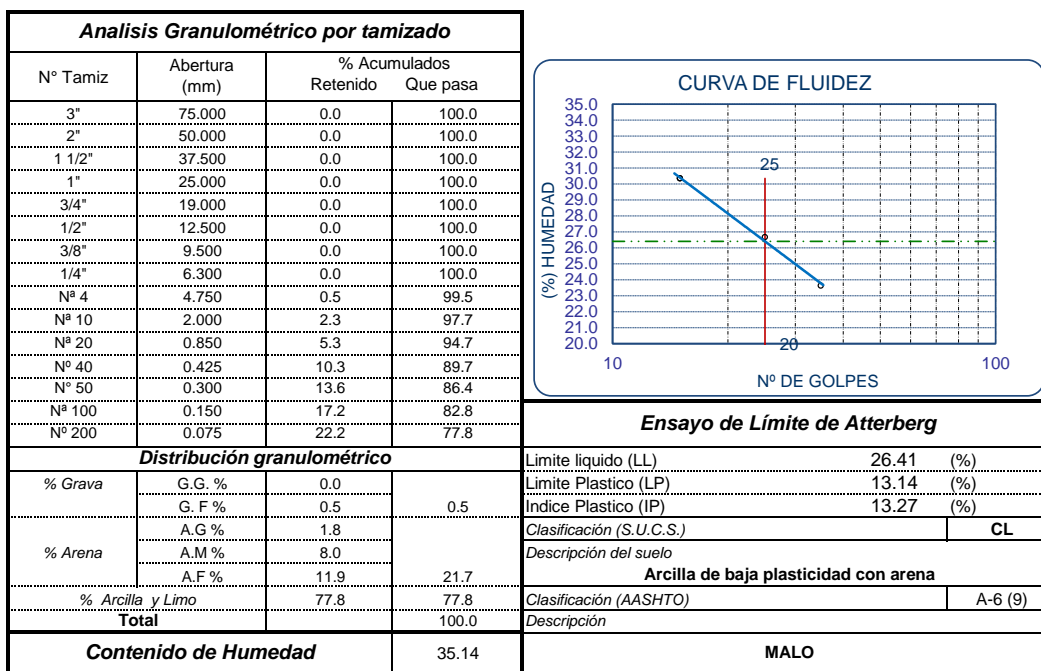 Analisis Granulométrico por tamizado
N° Tamiz Abertura (mm) % Acumulados
Retenido Que pasa
3" 75.000 0.0 100.0
2" 50.000 0.0 100.0
1 1/2" 37.500 0.0 100.0
1" 25.000 0.0 100.0
3/4" 19.000 0.0 100.0
1/2" 12.500 0.0 100.0
3/8" 9.500 0.0 100.0
1/4" 6.300 0.0 100.0
Nª 4 4.750 0.5 99.5
Nª 10 2.000 2.3 97.7
Nª 20 0.850 5.3 94.7
Nº 40 0.425 10.3 89.7
N° 50 0.300 13.6 86.4
Nª 100 0.150 17.2 82.8
Nº 200 0.075 22.2 77.8
Distribución granulométrico
% Grava G.G. % 0.0
G. F % 0.5 0.5
A.G % 1.8
% Arena A.M % 8.0
A.F % 11.9 21.7
% Arcilla y Limo 77.8 77.8
Total 100.0
Contenido de Humedad 35.14
CURVA DE FLUIDEZ
(%) HUMEDAD
35.0
34.0
33.0
32.0
31.0
30.0
29.0
28.0
27.0
26.0
25.0
24.0
23.0
22.0
21.0
20.0
25
20
10 100
Nº DE GOLPES
Ensayo de Límite de Atterberg
Limite liquido (LL) 26.41 (%)
Limite Plastico (LP) 13.14 (%)
Indice Plastico (IP) 13.27 (%)
Clasificación (S.U.C.S.) CL
Descripción del suelo
Arcilla de baja plasticidad con arena
Clasificación (AASHTO) A-6 (9)
Descripción
MALO